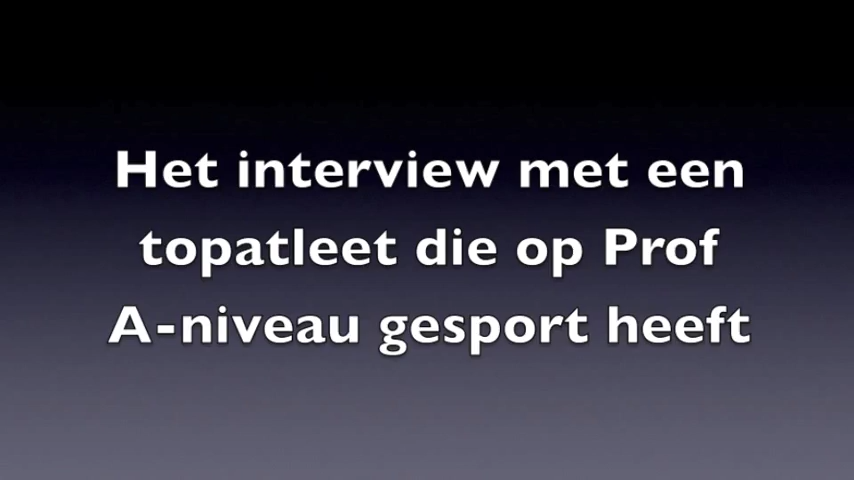 Het interview met een
topatleet die op Prof
A-niveau gesport heeft